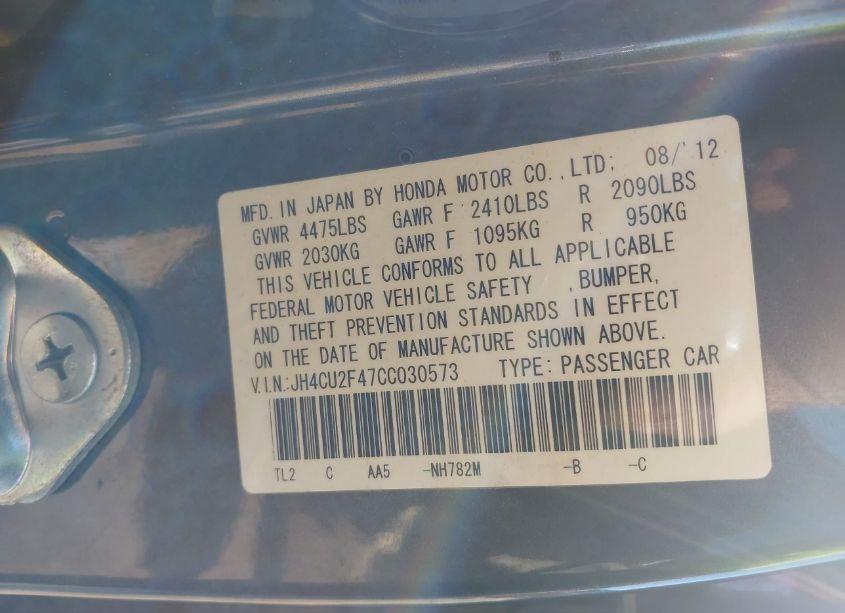 MFD. IN JAPAN BY HONDA MOTOR CO., LTD; 08/'12
GVWR 4475LBS GAWR F 2410LBS R 2090LBS
GVWR 2030KG GAWR F 1095KG R 950KG
THIS VEHICLE CONFORMS TO ALL APPLICABLE
FEDERAL MOTOR VEHICLE SAFETY , BUMPER,
AND THEFT PREVENTION STANDARDS IN EFFECT
ON THE DATE OF MANUFACTURE SHOWN ABOVE.
V.I.N.:JH4CU2F47CC030573 TYPE: PASSENGER CAR
TL2 C AA5 -NH782M -B -C